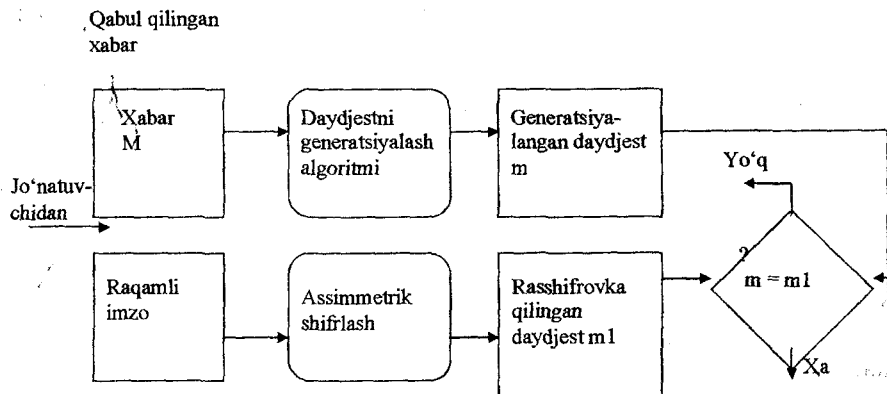 Qabul qilingan
xabar
Xabar
M
Daydjestni
generatsiyalash
algoritmi
Generatsiya-
langan daydjest
m
Yo‘q
Jo‘natuv-
chidan
?
m = m1
Raqamli
imzo
Assimmetrik
shifrlash
Rasshifrovka
qilingan
daydjest m1
Xa